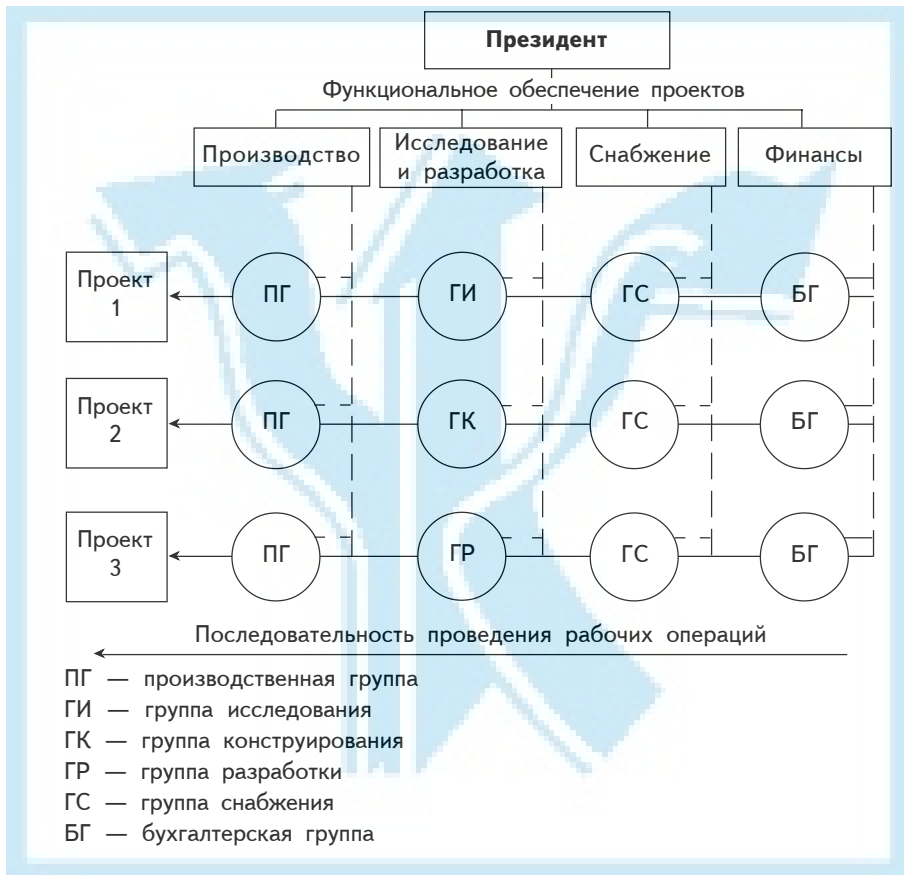 Президент
Функциональное обеспечение проектов
Производство
Исследование
и разработка
Снабжение
Финансы
Проект
1
ПГ
ГИ
ГС
БГ
Проект
2
ПГ
ГК
ГС
БГ
Проект
3
ПГ
ГР
ГС
БГ
Последовательность проведения рабочих операций
ПГ — производственная группа
ГИ — группа исследования
ГК — группа конструирования
ГР — группа разработки
ГС — группа снабжения
БГ — бухгалтерская группа